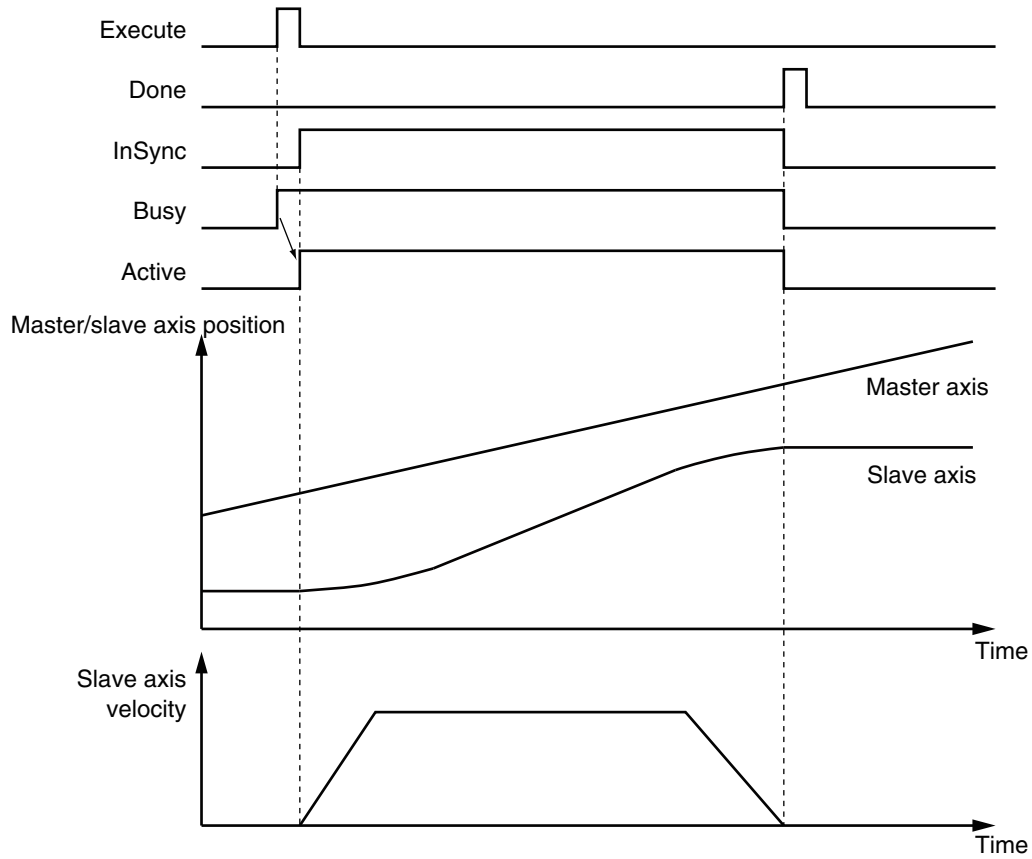 Execute
Done
InSync
Busy
Active
Master/slave axis position
Master axis
Slave axis
Time
Slave axis
velocity
Time